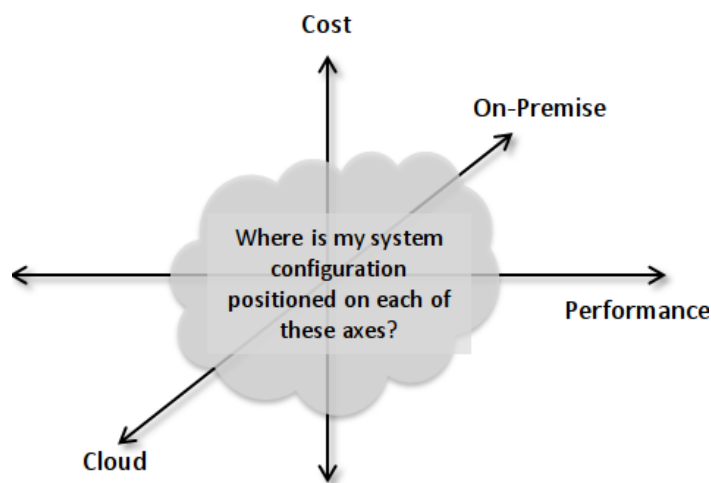 Cost
On-Premise
Where is my system
configuration
positioned on each of
these axes?
Performance
Cloud